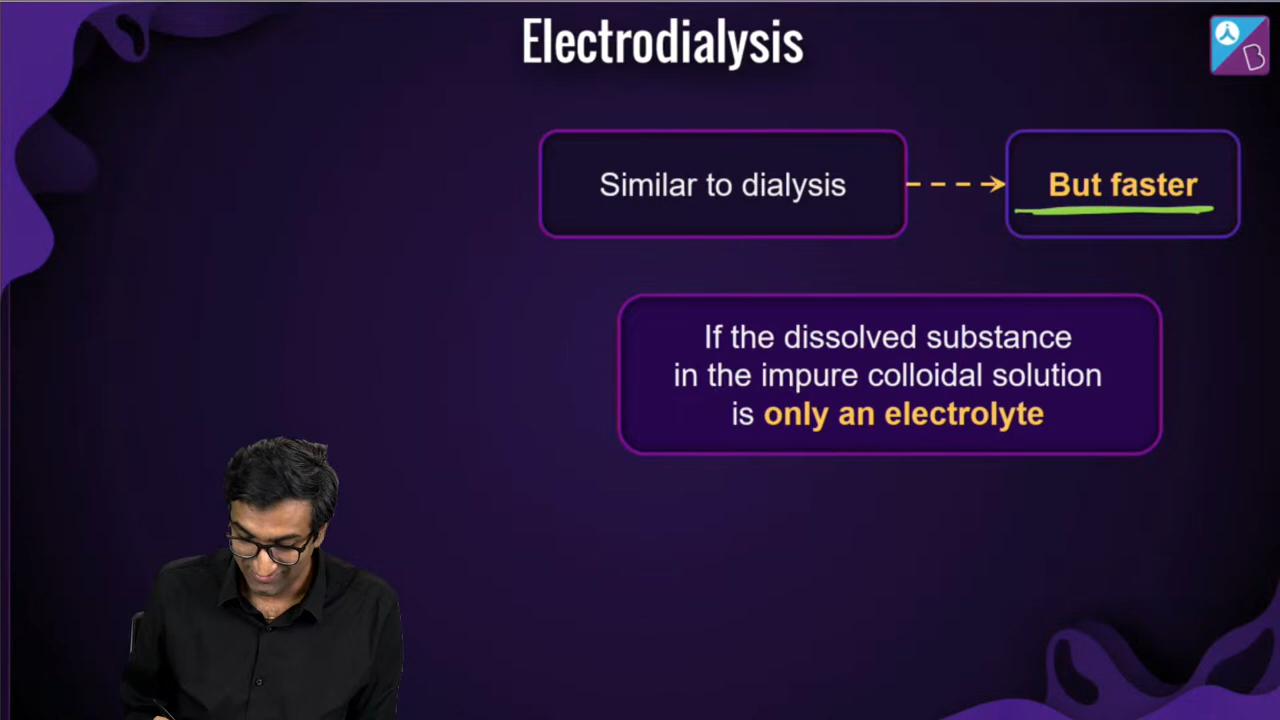 Electrodialysis
Similar to dialysis
But faster
If the dissolved substance
in the impure colloidal solution
is only an electrolyte
B